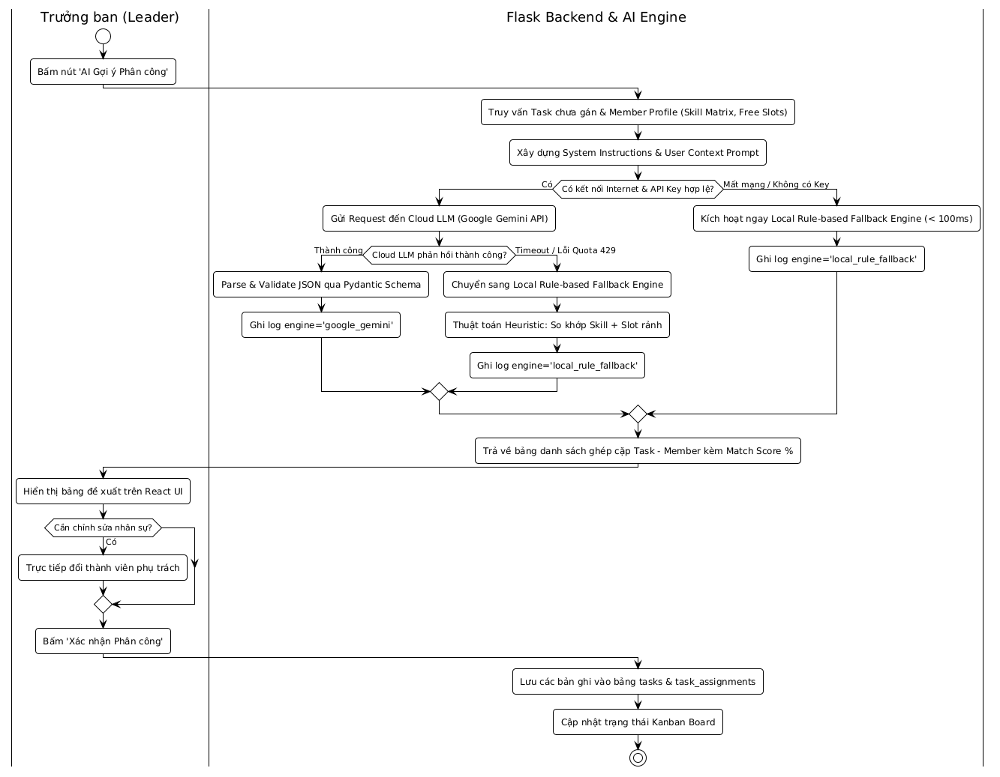 Trưởng ban (Leader)
Flask Backend & AI Engine
Bấm nút 'AI Gợi ý Phân công'
Truy vấn Task chưa gán & Member Profile (Skill Matrix, Free Slots)
Xây dựng System Instructions & User Context Prompt
Có
Có kết nối Internet & API Key hợp lệ?
Mất mạng / Không có Key
Gửi Request đến Cloud LLM (Google Gemini API)
Kích hoạt ngay Local Rule-based Fallback Engine (< 100ms)
Thành công
Cloud LLM phản hồi thành công?
Timeout / Lỗi Quota 429
Ghi log engine='local_rule_fallback'
Parse & Validate JSON qua Pydantic Schema
Chuyển sang Local Rule-based Fallback Engine
Ghi log engine='google_gemini'
Thuật toán Heuristic: So khớp Skill + Slot rảnh
Ghi log engine='local_rule_fallback'
Trả về bảng danh sách ghép cặp Task - Member kèm Match Score %
Hiển thị bảng đề xuất trên React UI
Cần chỉnh sửa nhân sự?
Có
Trực tiếp đổi thành viên phụ trách
Bấm 'Xác nhận Phân công'
Lưu các bản ghi vào bảng tasks & task_assignments
Cập nhật trạng thái Kanban Board